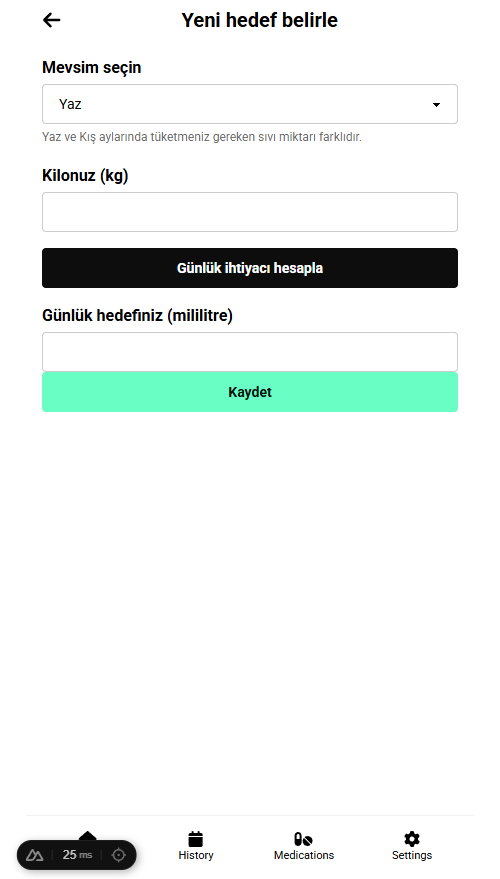 Yeni hedef belirle
Mevsim seçin
Yaz
Yaz ve Kış aylarında tüketmeniz gereken sıvı miktarı farklıdır.
Kilonuz (kg)
Günlük ihtiyacı hesapla
Günlük hedefiniz (mililitre)
Kaydet
25 ms
History
Medications
Settings